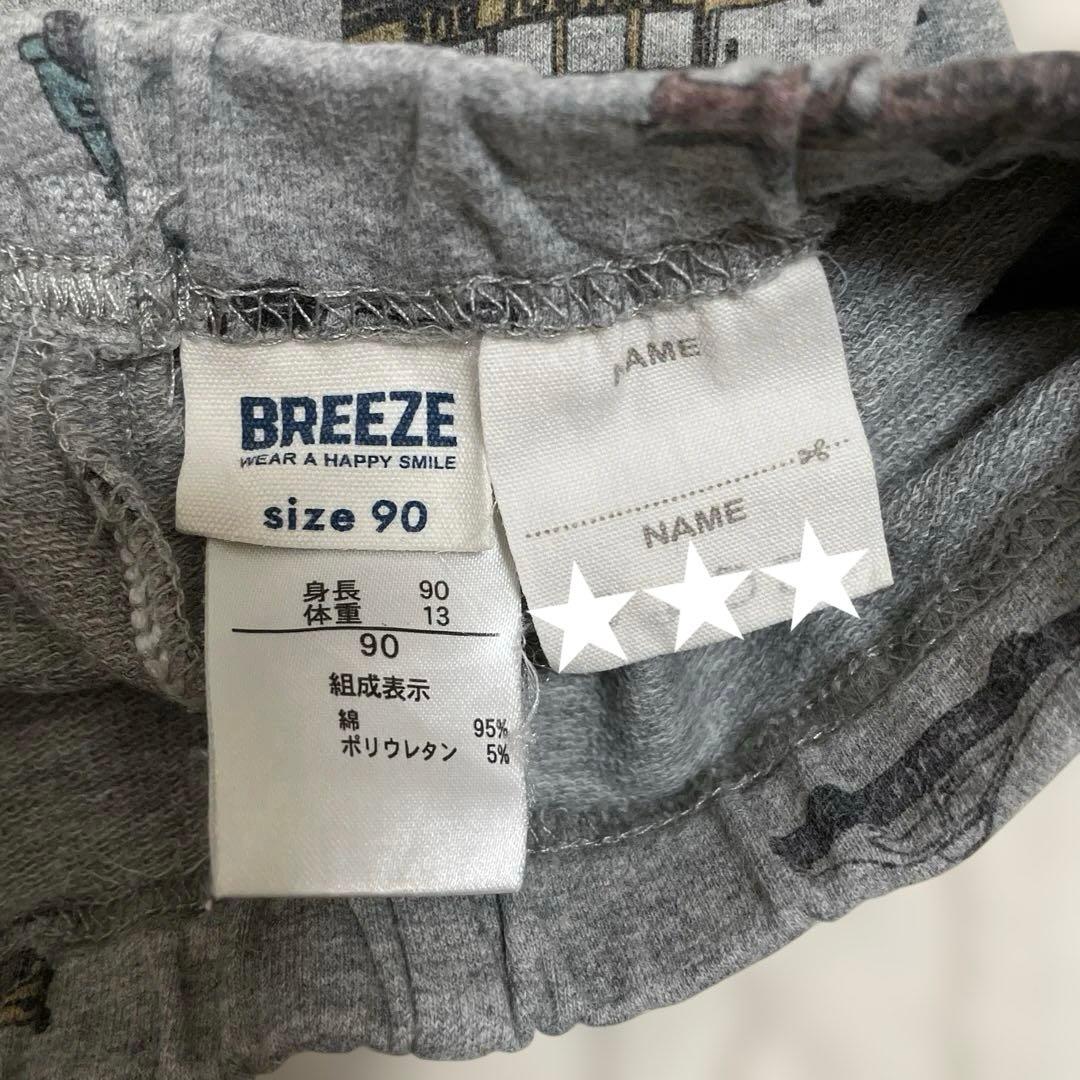 BREEZE
WEAR A HAPPY SMILE
size 90
身長 90
体重 13
90
組成表示
綿 95%
ポリウレタン 5%
NAME
NAME